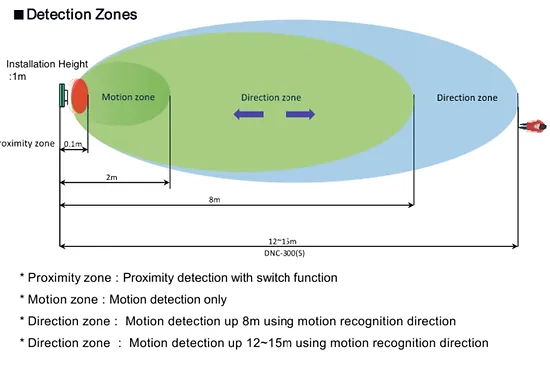 ■Detection Zones
Installation Height
:1m
Motion zone
Direction zone
Direction zone
roximity zone
0.1m
2m
8m
12~15m
DNC-300(S)
* Proximity zone : Proximity detection with switch function
* Motion zone : Motion detection only
* Direction zone : Motion detection up 8m using motion recognition direction
* Direction zone : Motion detection up 12~15m using motion recognition direction